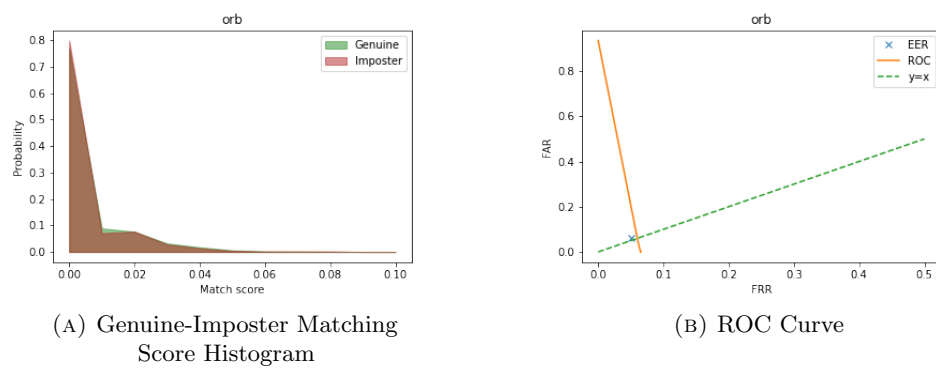 orb
Probability
0.8
0.7
0.6
0.5
0.4
0.3
0.2
0.1
0.0
0.00 0.02 0.04 0.06 0.08 0.10
Match score
Genuine
Imposter
(A) Genuine-Imposter Matching
Score Histogram
orb
FAR
0.8
0.6
0.4
0.2
0.0
0.0 0.1 0.2 0.3 0.4 0.5
FRR
EER
ROC
y=x
(B) ROC Curve